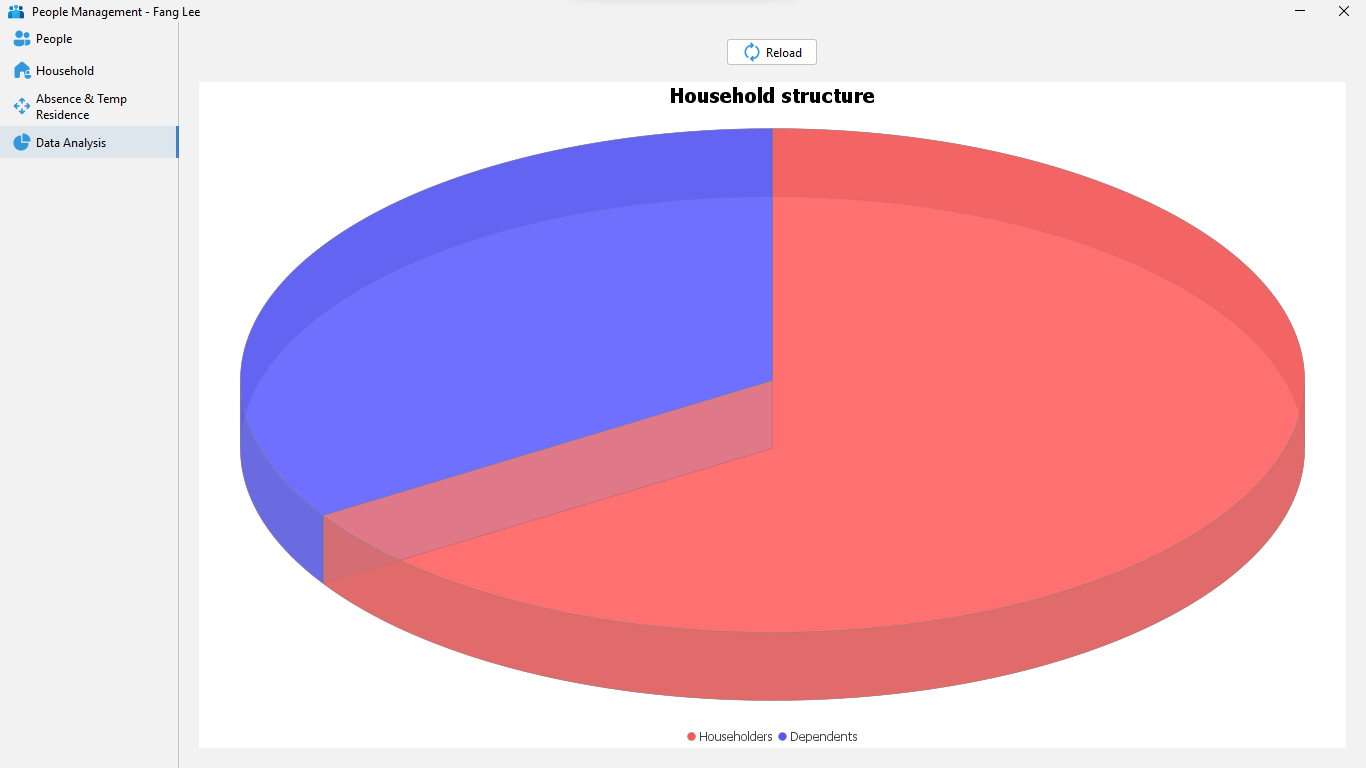 People Management - Fang Lee
People
Household
Absence & Temp
Residence
Data Analysis
Reload
Household structure
Householders
Dependents